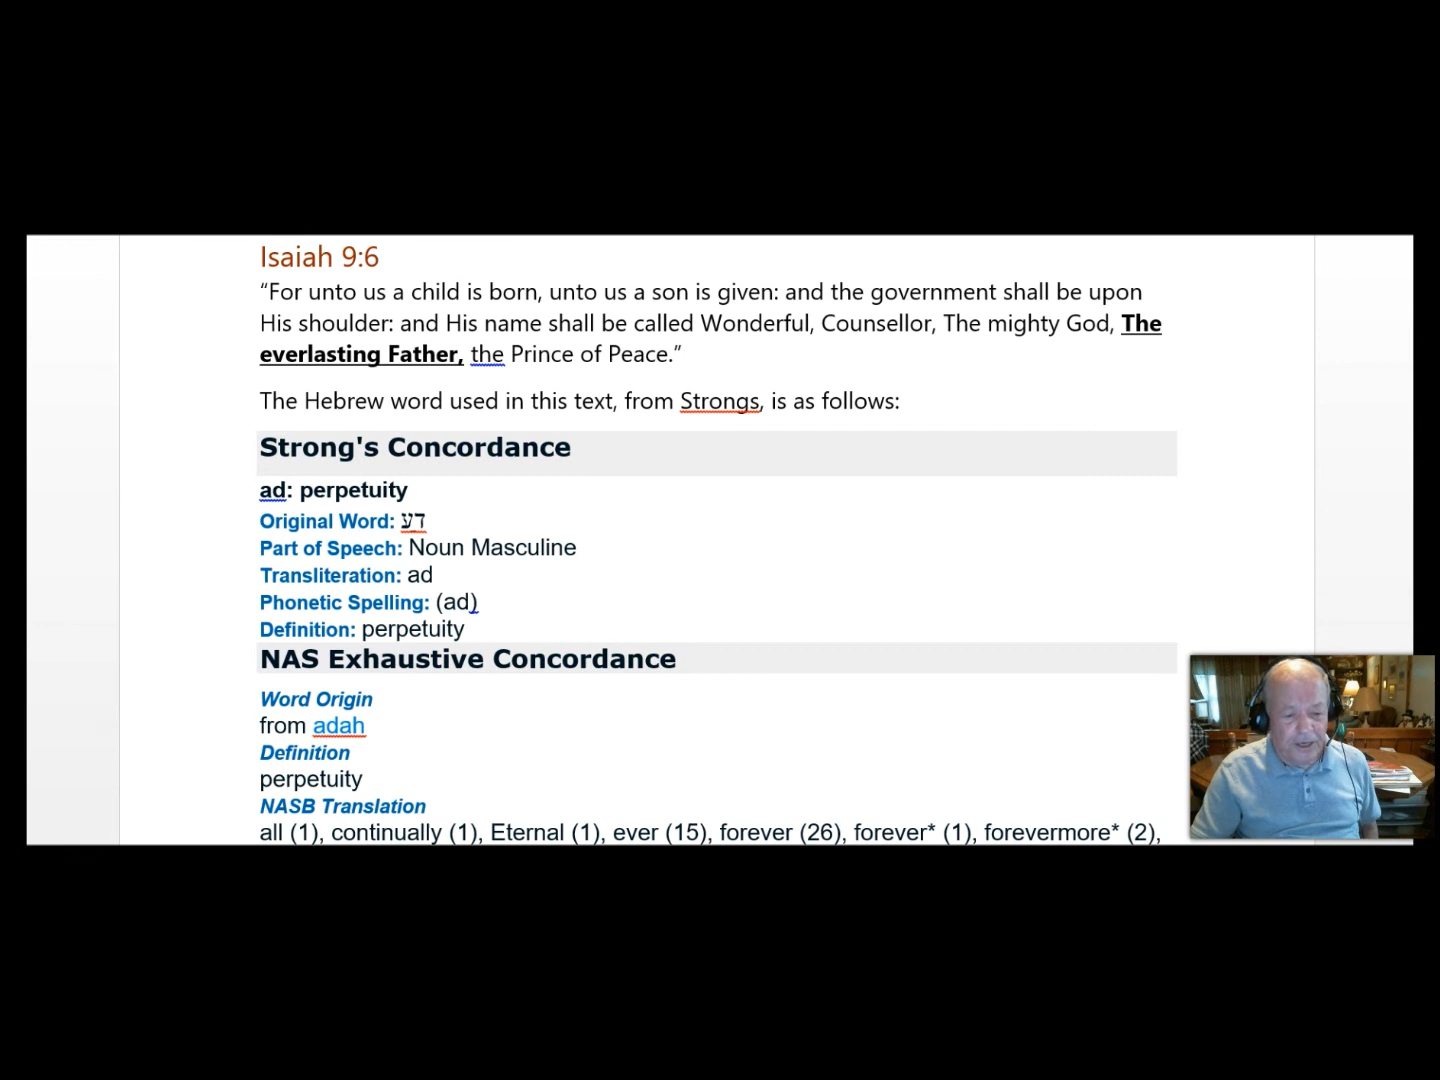 Isaiah 9:6
“For unto us a child is born, unto us a son is given: and the government shall be upon
His shoulder: and His name shall be called Wonderful, Counsellor, The mighty God, The
everlasting Father, the Prince of Peace.”
The Hebrew word used in this text, from Strongs, is as follows:
Strong's Concordance
ad: perpetuity
Original Word: עַד
Part of Speech: Noun Masculine
Transliteration: ad
Phonetic Spelling: (ad)
Definition: perpetuity
NAS Exhaustive Concordance
Word Origin
from adah
Definition
perpetuity
NASB Translation
all (1), continually (1), Eternal (1), ever (15), forever (26), forever* (1), forevermore* (2),